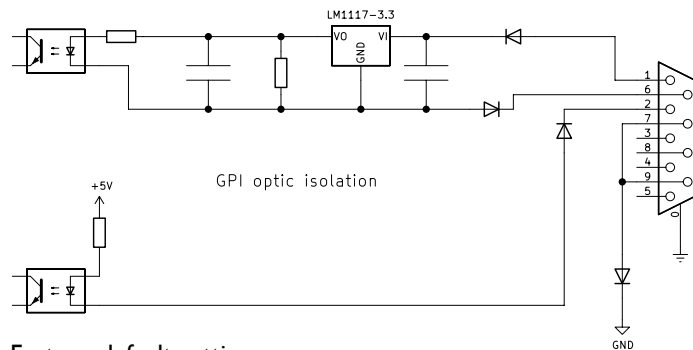 LM1117-3.3
VO
VI
GND
1
6
2
7
3
8
4
9
5
0
GPI optic isolation
+5V
GND